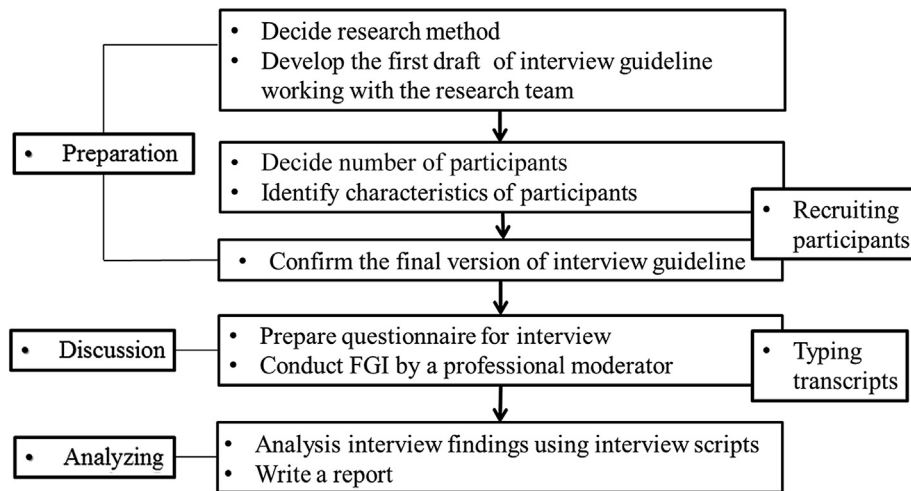 • Decide research method
• Develop the first draft of interview guideline
working with the research team
• Preparation
• Decide number of participants
• Identify characteristics of participants
• Recruiting
participants
• Confirm the final version of interview guideline
• Discussion
• Prepare questionnaire for interview
• Conduct FGI by a professional moderator
• Typing
transcripts
• Analyzing
• Analysis interview findings using interview scripts
• Write a report